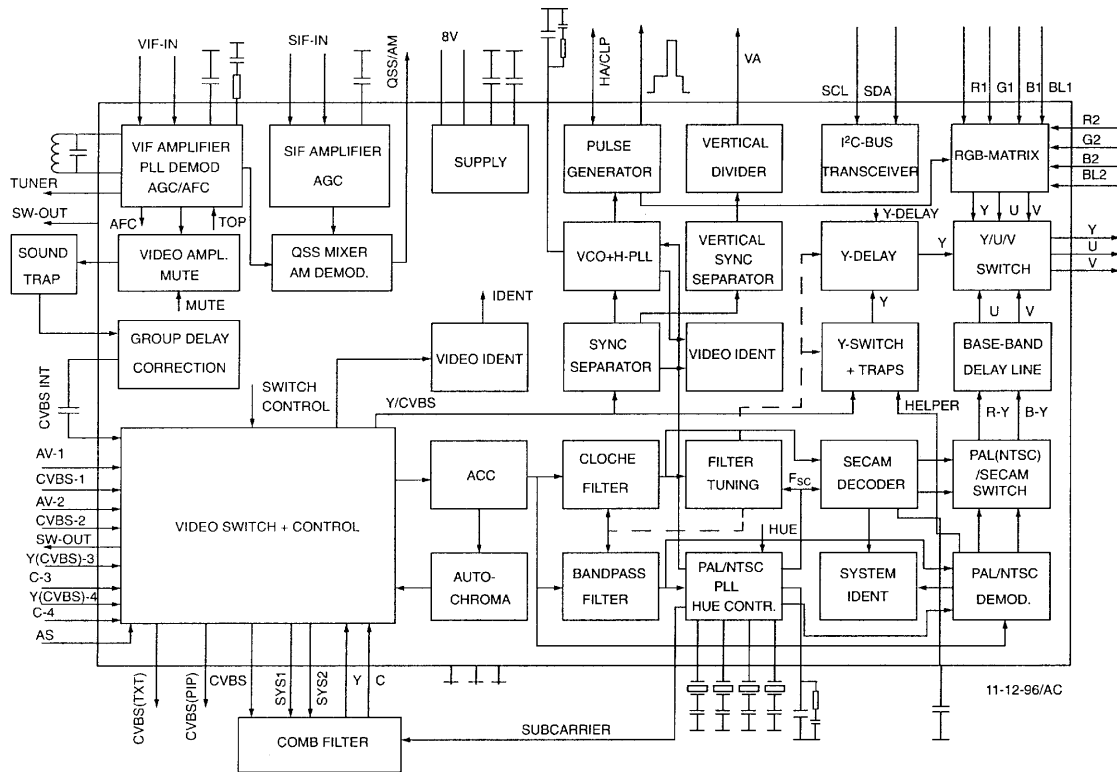 VIF-IN
SIF-IN
QSS/AM
8V
HA/CLP
VA
SCL
SDA
R1
G1
B1
BL1
R2
G2
B2
BL2
VIF AMPLIFIER
PLL DEMOD
AGC/AFC
SIF AMPLIFIER
AGC
SUPPLY
PULSE
GENERATOR
VERTICAL
DIVIDER
I²C-BUS
TRANSCEIVER
RGB-MATRIX
TUNER
SW-OUT
AFC
TOP
Y-DELAY
Y
U
V
SOUND
TRAP
VIDEO AMPL.
MUTE
QSS MIXER
AM DEMOD.
VCO+H-PLL
VERTICAL
SYNC
SEPARATOR
Y-DELAY
Y
Y/U/V
SWITCH
Y
U
V
MUTE
IDENT
Y
U
V
GROUP DELAY
CORRECTION
VIDEO IDENT
SYNC
SEPARATOR
VIDEO IDENT
Y-SWITCH
+ TRAPS
BASE-BAND
DELAY LINE
CVBS INT
SWITCH
CONTROL
Y/CVBS
HELPER
R-Y
B-Y
AV-1
CVBS-1
AV-2
CVBS-2
SW-OUT
Y(CVBS)-3
C-3
Y(CVBS)-4
C-4
AS
VIDEO SWITCH + CONTROL
ACC
CLOCHE
FILTER
FILTER
TUNING
FSC
SECAM
DECODER
PAL(NTSC)
/SECAM
SWITCH
HUE
AUTO-
CHROMA
BANDPASS
FILTER
PAL/NTSC
PLL
HUE CONTR.
SYSTEM
IDENT
PAL/NTSC
DEMOD.
CVBS(TXT)
CVBS(PIP)
CVBS
SYS1
SYS2
Y
C
11-12-96/AC
SUBCARRIER
COMB FILTER